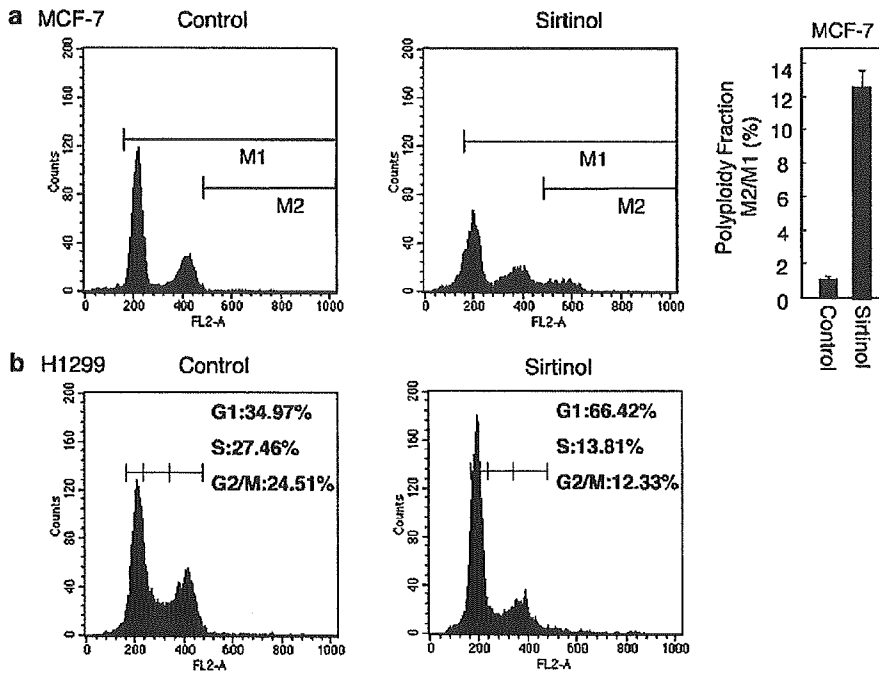 a MCF-7 Control Sirtinol
MCF-7
200
160
120
80
40
0
Counts
M1
M2
0 200 400 600 800 1000
FL2-A
200
160
120
80
40
0
Counts
M1
M2
0 200 400 600 800 1000
FL2-A
Polyploidy Fraction
M2/M1 (%)
14
12
10
8
6
4
2
0
Control
Sirtinol
b H1299 Control Sirtinol
200
160
120
80
40
0
Counts
G1:34.97%
S:27.46%
G2/M:24.51%
0 200 400 600 800 1000
FL2-A
200
160
120
80
40
0
Counts
G1:66.42%
S:13.81%
G2/M:12.33%
0 200 400 600 800 1000
FL2-A